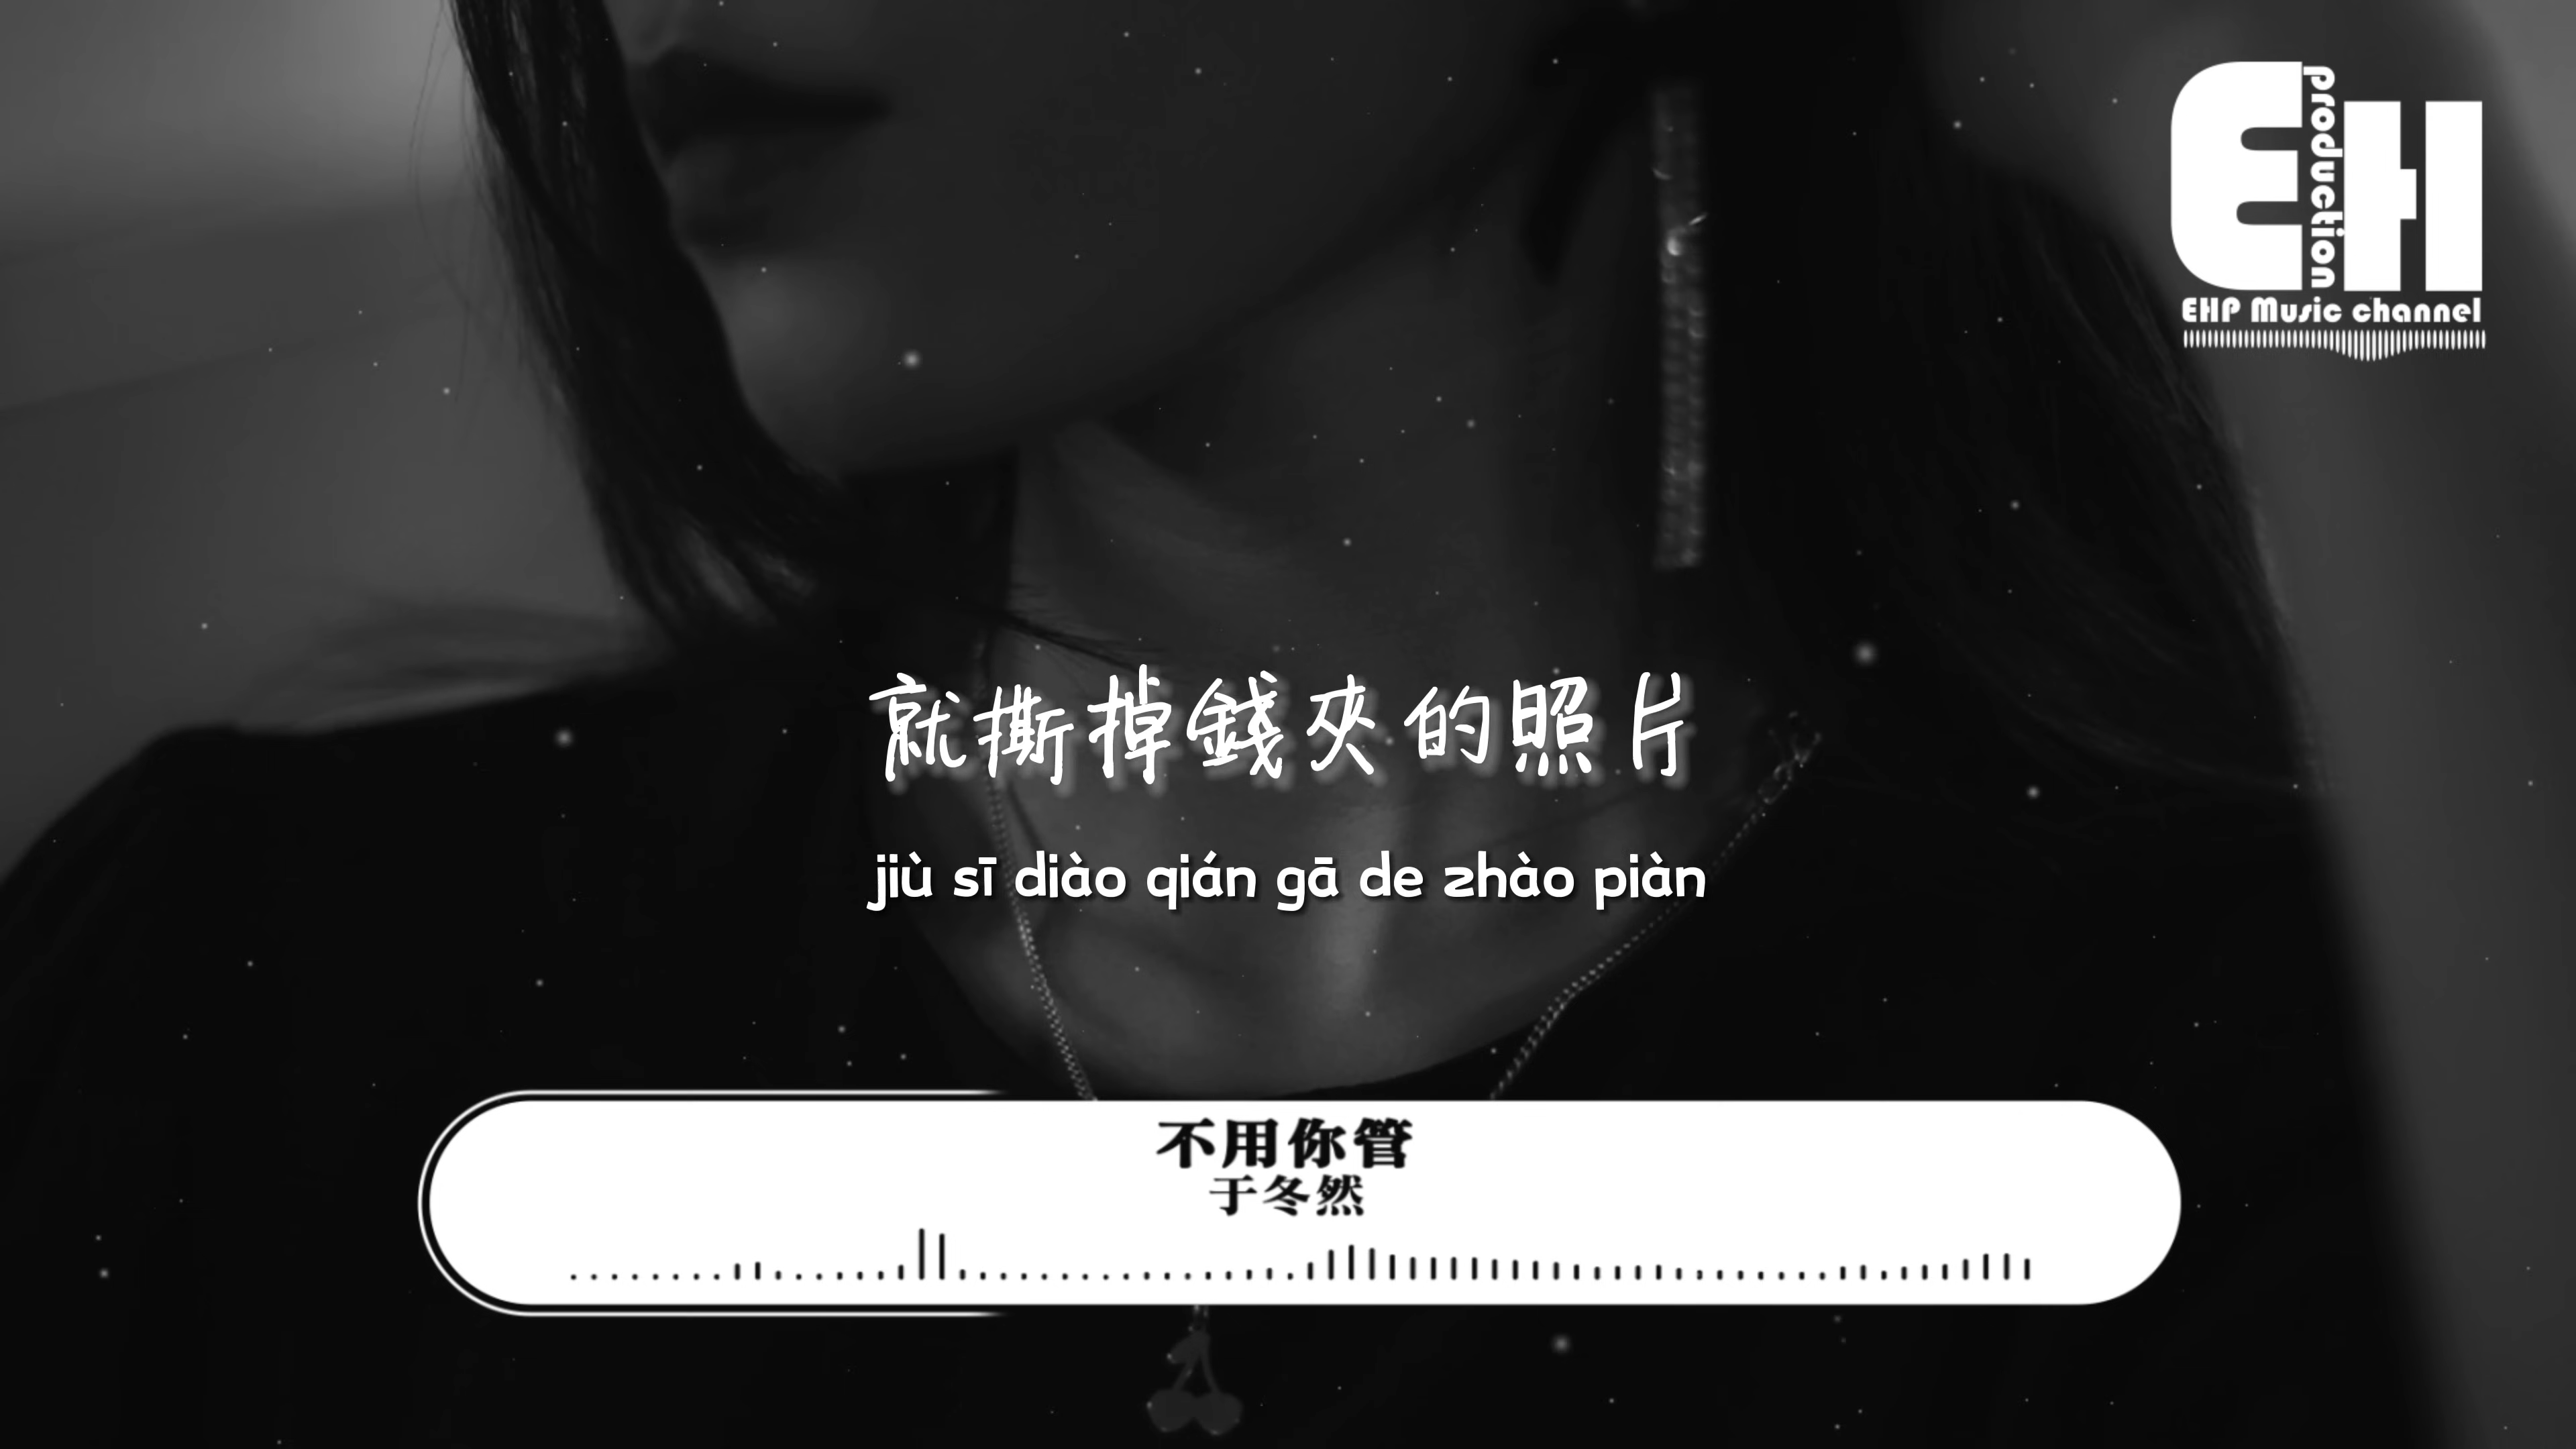 EH
production
EHP Music channel
就撕掉錢夾的照片
jiù sī diào qián gā de zhào piàn
不用你管
于冬然